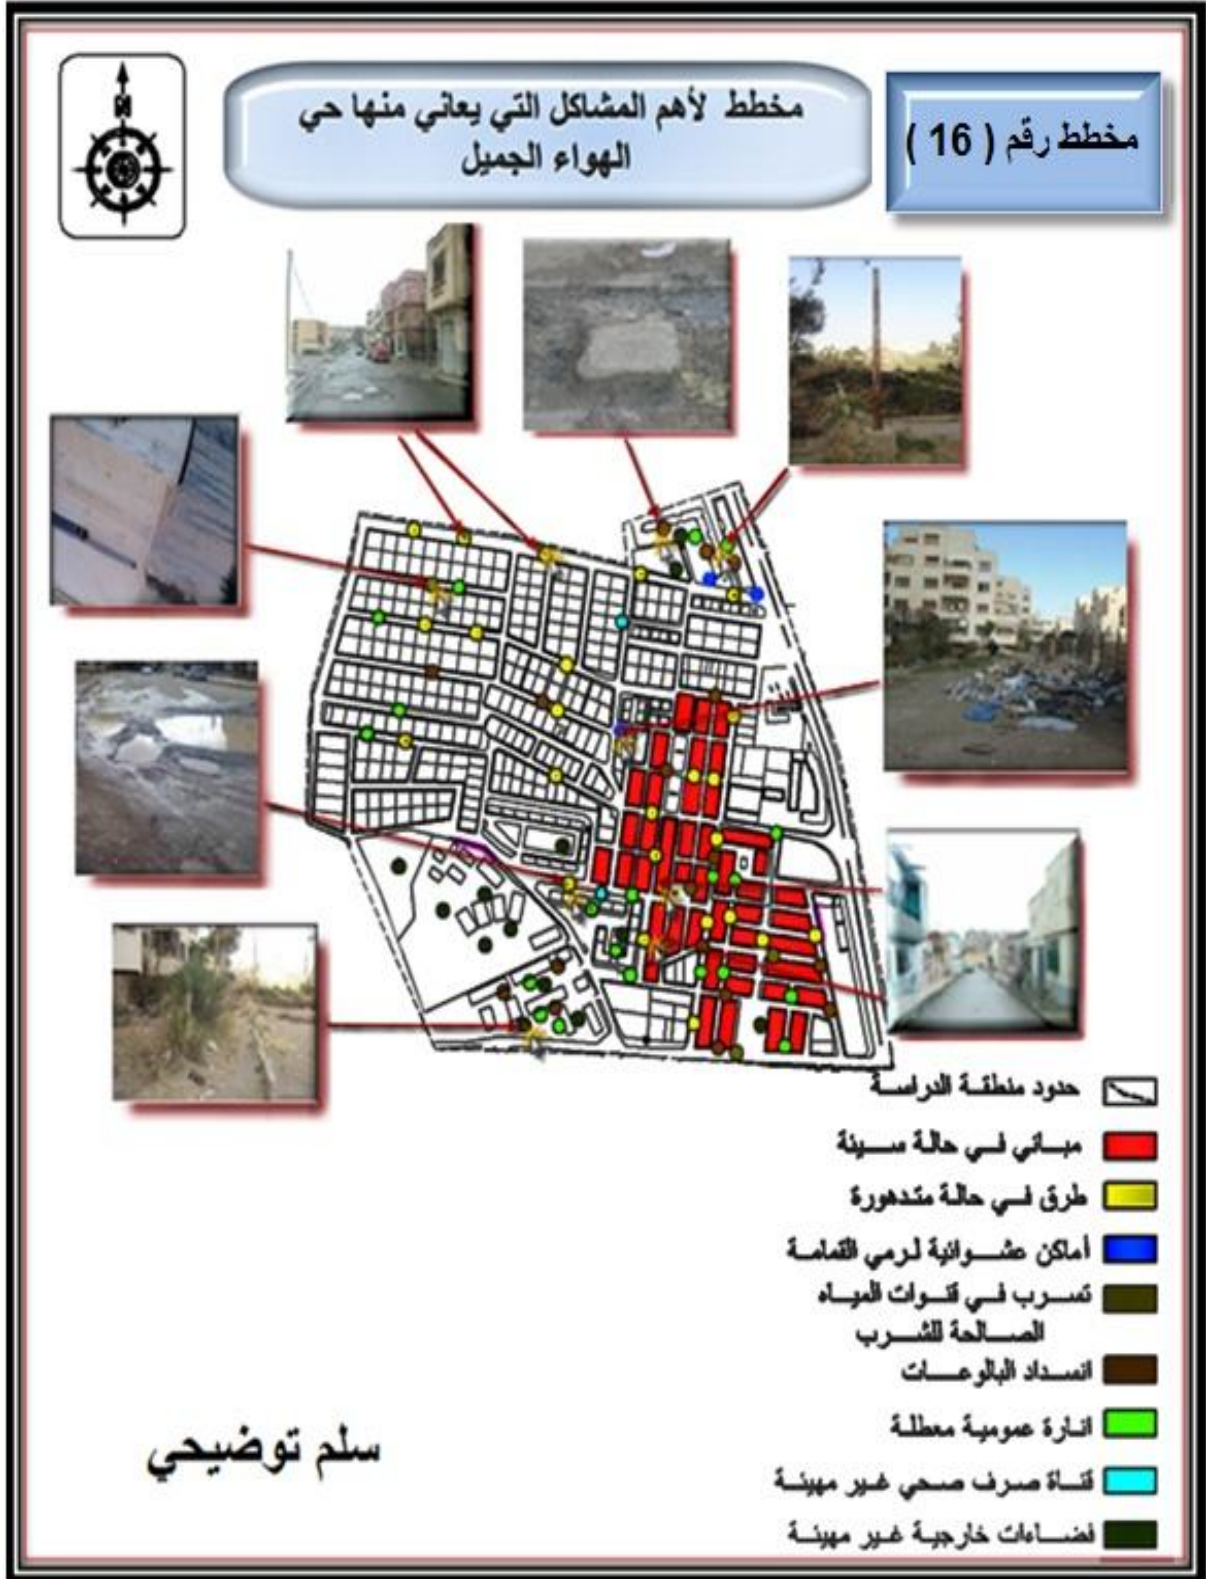 مخطط رقم ( 16 )
مخطط لأهم المشاكل التي يعاني منها حي
الهواء الجميل
N
حدود منطقة الدراسة
مباني في حالة سيئة
طرق في حالة متدهورة
أماكن عشوائية لرمي القمامة
تسرب في قنوات المياه
الصالحة للشرب
انسداد البالوعات
انارة عمومية معطلة
قناة صرف صحي غير مهيئة
فضاءات خارجية غير مهيئة
سلم توضيحي